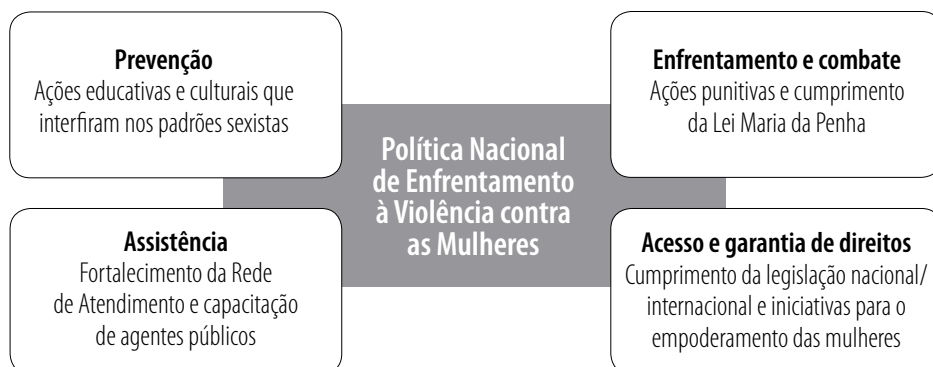 Prevenção
Ações educativas e culturais que
interfiram nos padrões sexistas
Enfrentamento e combate
Ações punitivas e cumprimento
da Lei Maria da Penha
Política Nacional
de Enfrentamento
à Violência contra
as Mulheres
Assistência
Fortalecimento da Rede
de Atendimento e capacitação
de agentes públicos
Acesso e garantia de direitos
Cumprimento da legislação nacional/
internacional e iniciativas para o
empoderamento das mulheres